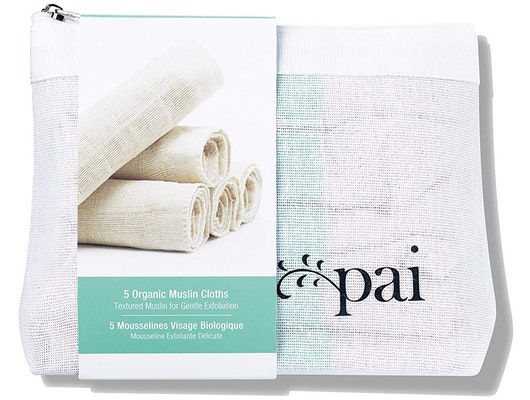 5 Organic Muslin Cloths
Textured Muslin for Gentle Exfoliation
5 Mousselines Visage Biologique
Mousseline Exfoliante Délicate
pai